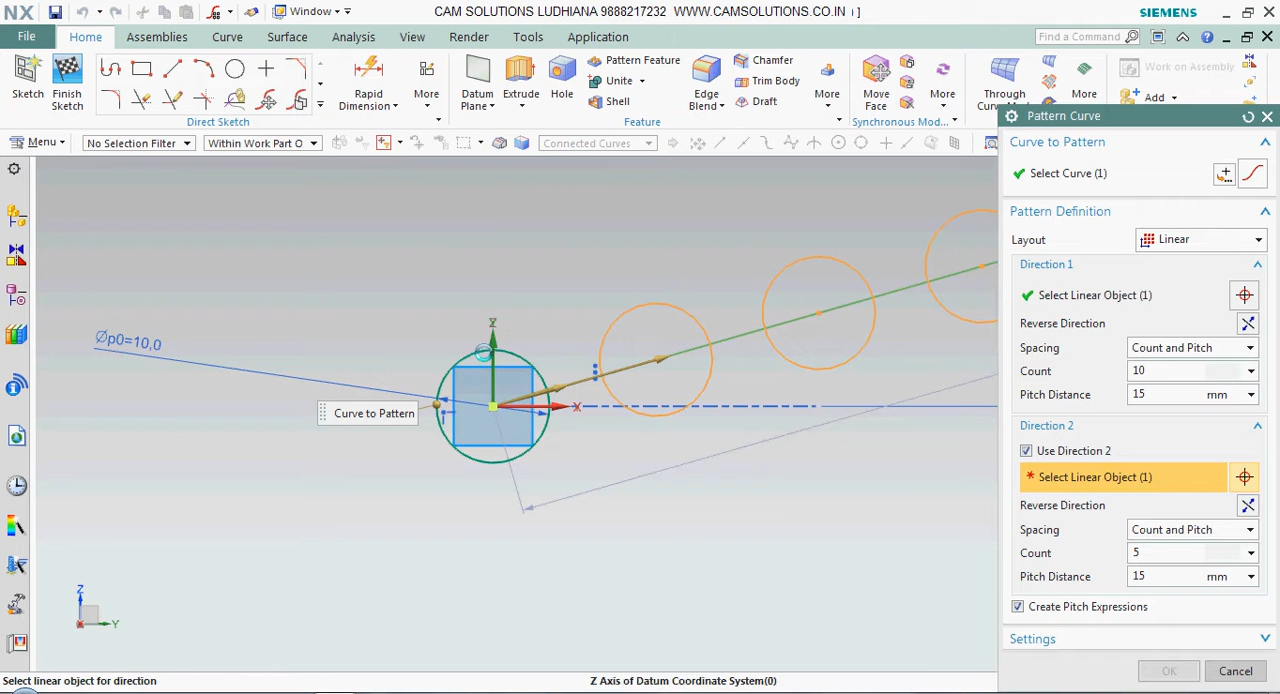 NX
Window
CAM SOLUTIONS LUDHIANA 9888217232 WWW.CAMSOLUTIONS.CO.IN ı ]
SIEMENS
File
Home
Assemblies
Curve
Surface
Analysis
View
Render
Tools
Application
Find a Command
Sketch
Finish
Sketch
Rapid
Dimension
More
Datum
Plane
Extrude
Hole
Pattern Feature
Unite
Shell
Edge
Blend
Chamfer
Trim Body
Draft
More
Move
Face
More
Through
More
Work on Assembly
Add
Direct Sketch
Feature
Synchronous Mod...
Menu
No Selection Filter
Within Work Part O
Connected Curves
Pattern Curve
Curve to Pattern
Select Curve (1)
Pattern Definition
Layout
Linear
Direction 1
Select Linear Object (1)
Reverse Direction
Spacing
Count and Pitch
Count
10
Pitch Distance
15 mm
Direction 2
Use Direction 2
* Select Linear Object (1)
Reverse Direction
Spacing
Count and Pitch
Count
5
Pitch Distance
15 mm
Create Pitch Expressions
Settings
OK
Cancel
Øp0=10,0
Curve to Pattern
X
Z
Y
Select linear object for direction
Z Axis of Datum Coordinate System(0)